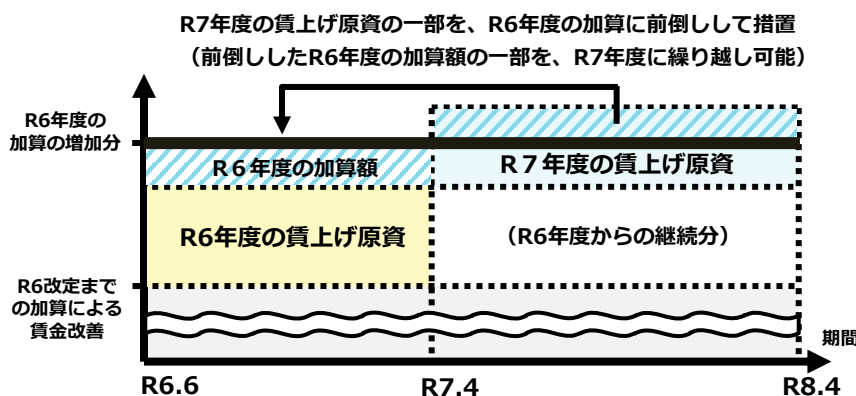 R7年度の賃上げ原資の一部を、R6年度の加算に前倒しして措置
（前倒ししたR6年度の加算額の一部を、R7年度に繰り越し可能）
R6年度の
加算の増加分
R６年度の加算額
R７年度の賃上げ原資
R6年度の賃上げ原資
（R6年度からの継続分）
R6改定まで
の加算による
賃金改善
期間
R6.6
R7.4
R8.4